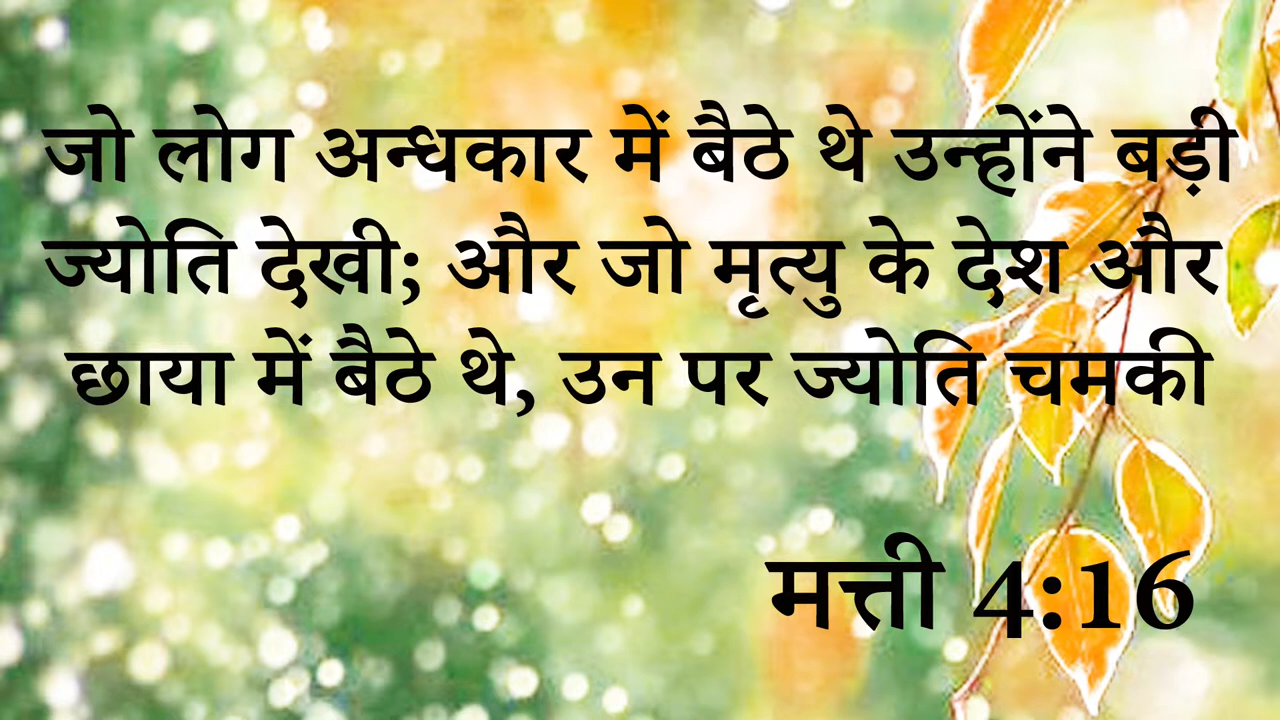 जो लोग अन्धकार में बैठे थे उन्होंने बड़ी
ज्योति देखी; और जो मृत्यु के देश और
छाया में बैठे थे, उन पर ज्योति चमकी
मत्ती 4:16